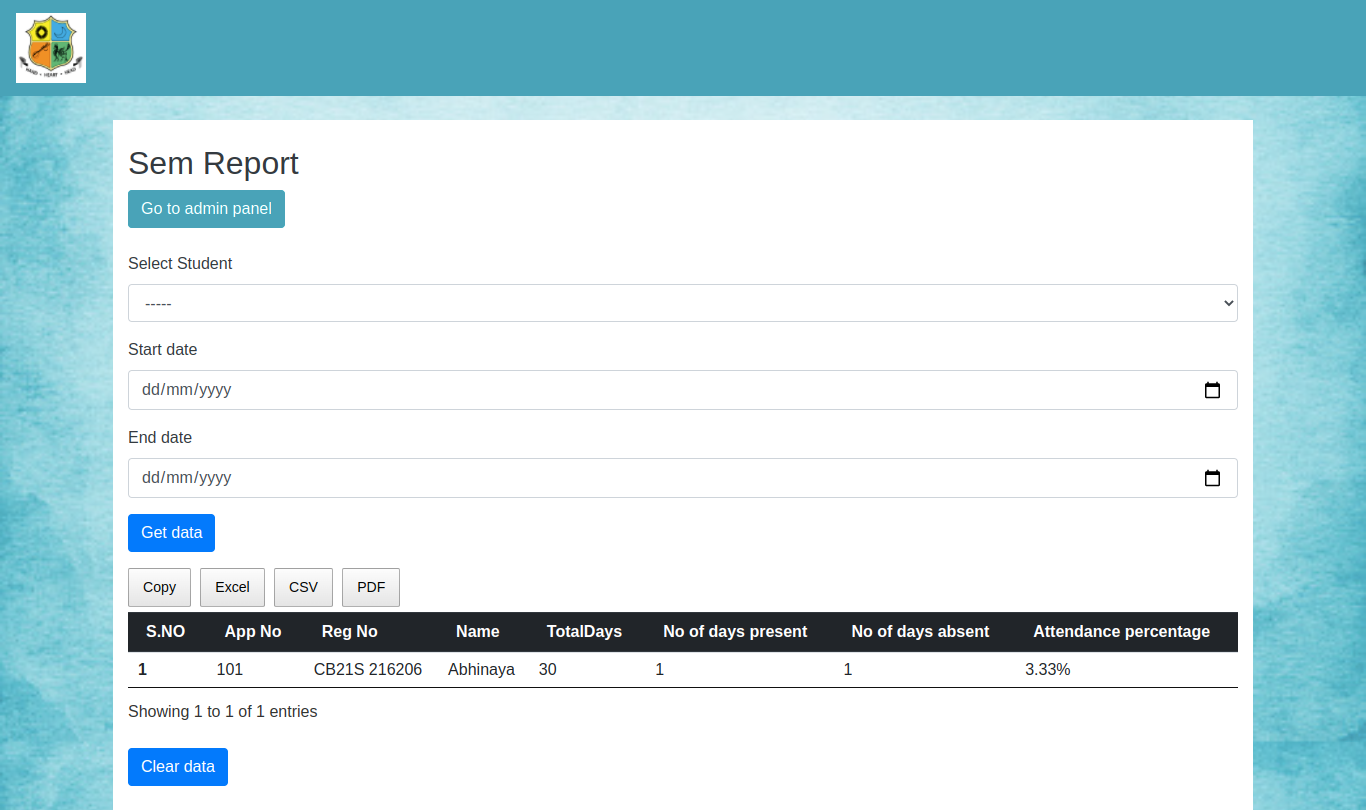 HAND • HEART • HEAD
Sem Report
Go to admin panel
Select Student
-----
Start date
dd/mm/yyyy
End date
dd/mm/yyyy
Get data
Copy Excel CSV PDF
S.NO App No Reg No Name TotalDays No of days present No of days absent Attendance percentage
1 101 CB21S 216206 Abhinaya 30 1 1 3.33%
Showing 1 to 1 of 1 entries
Clear data